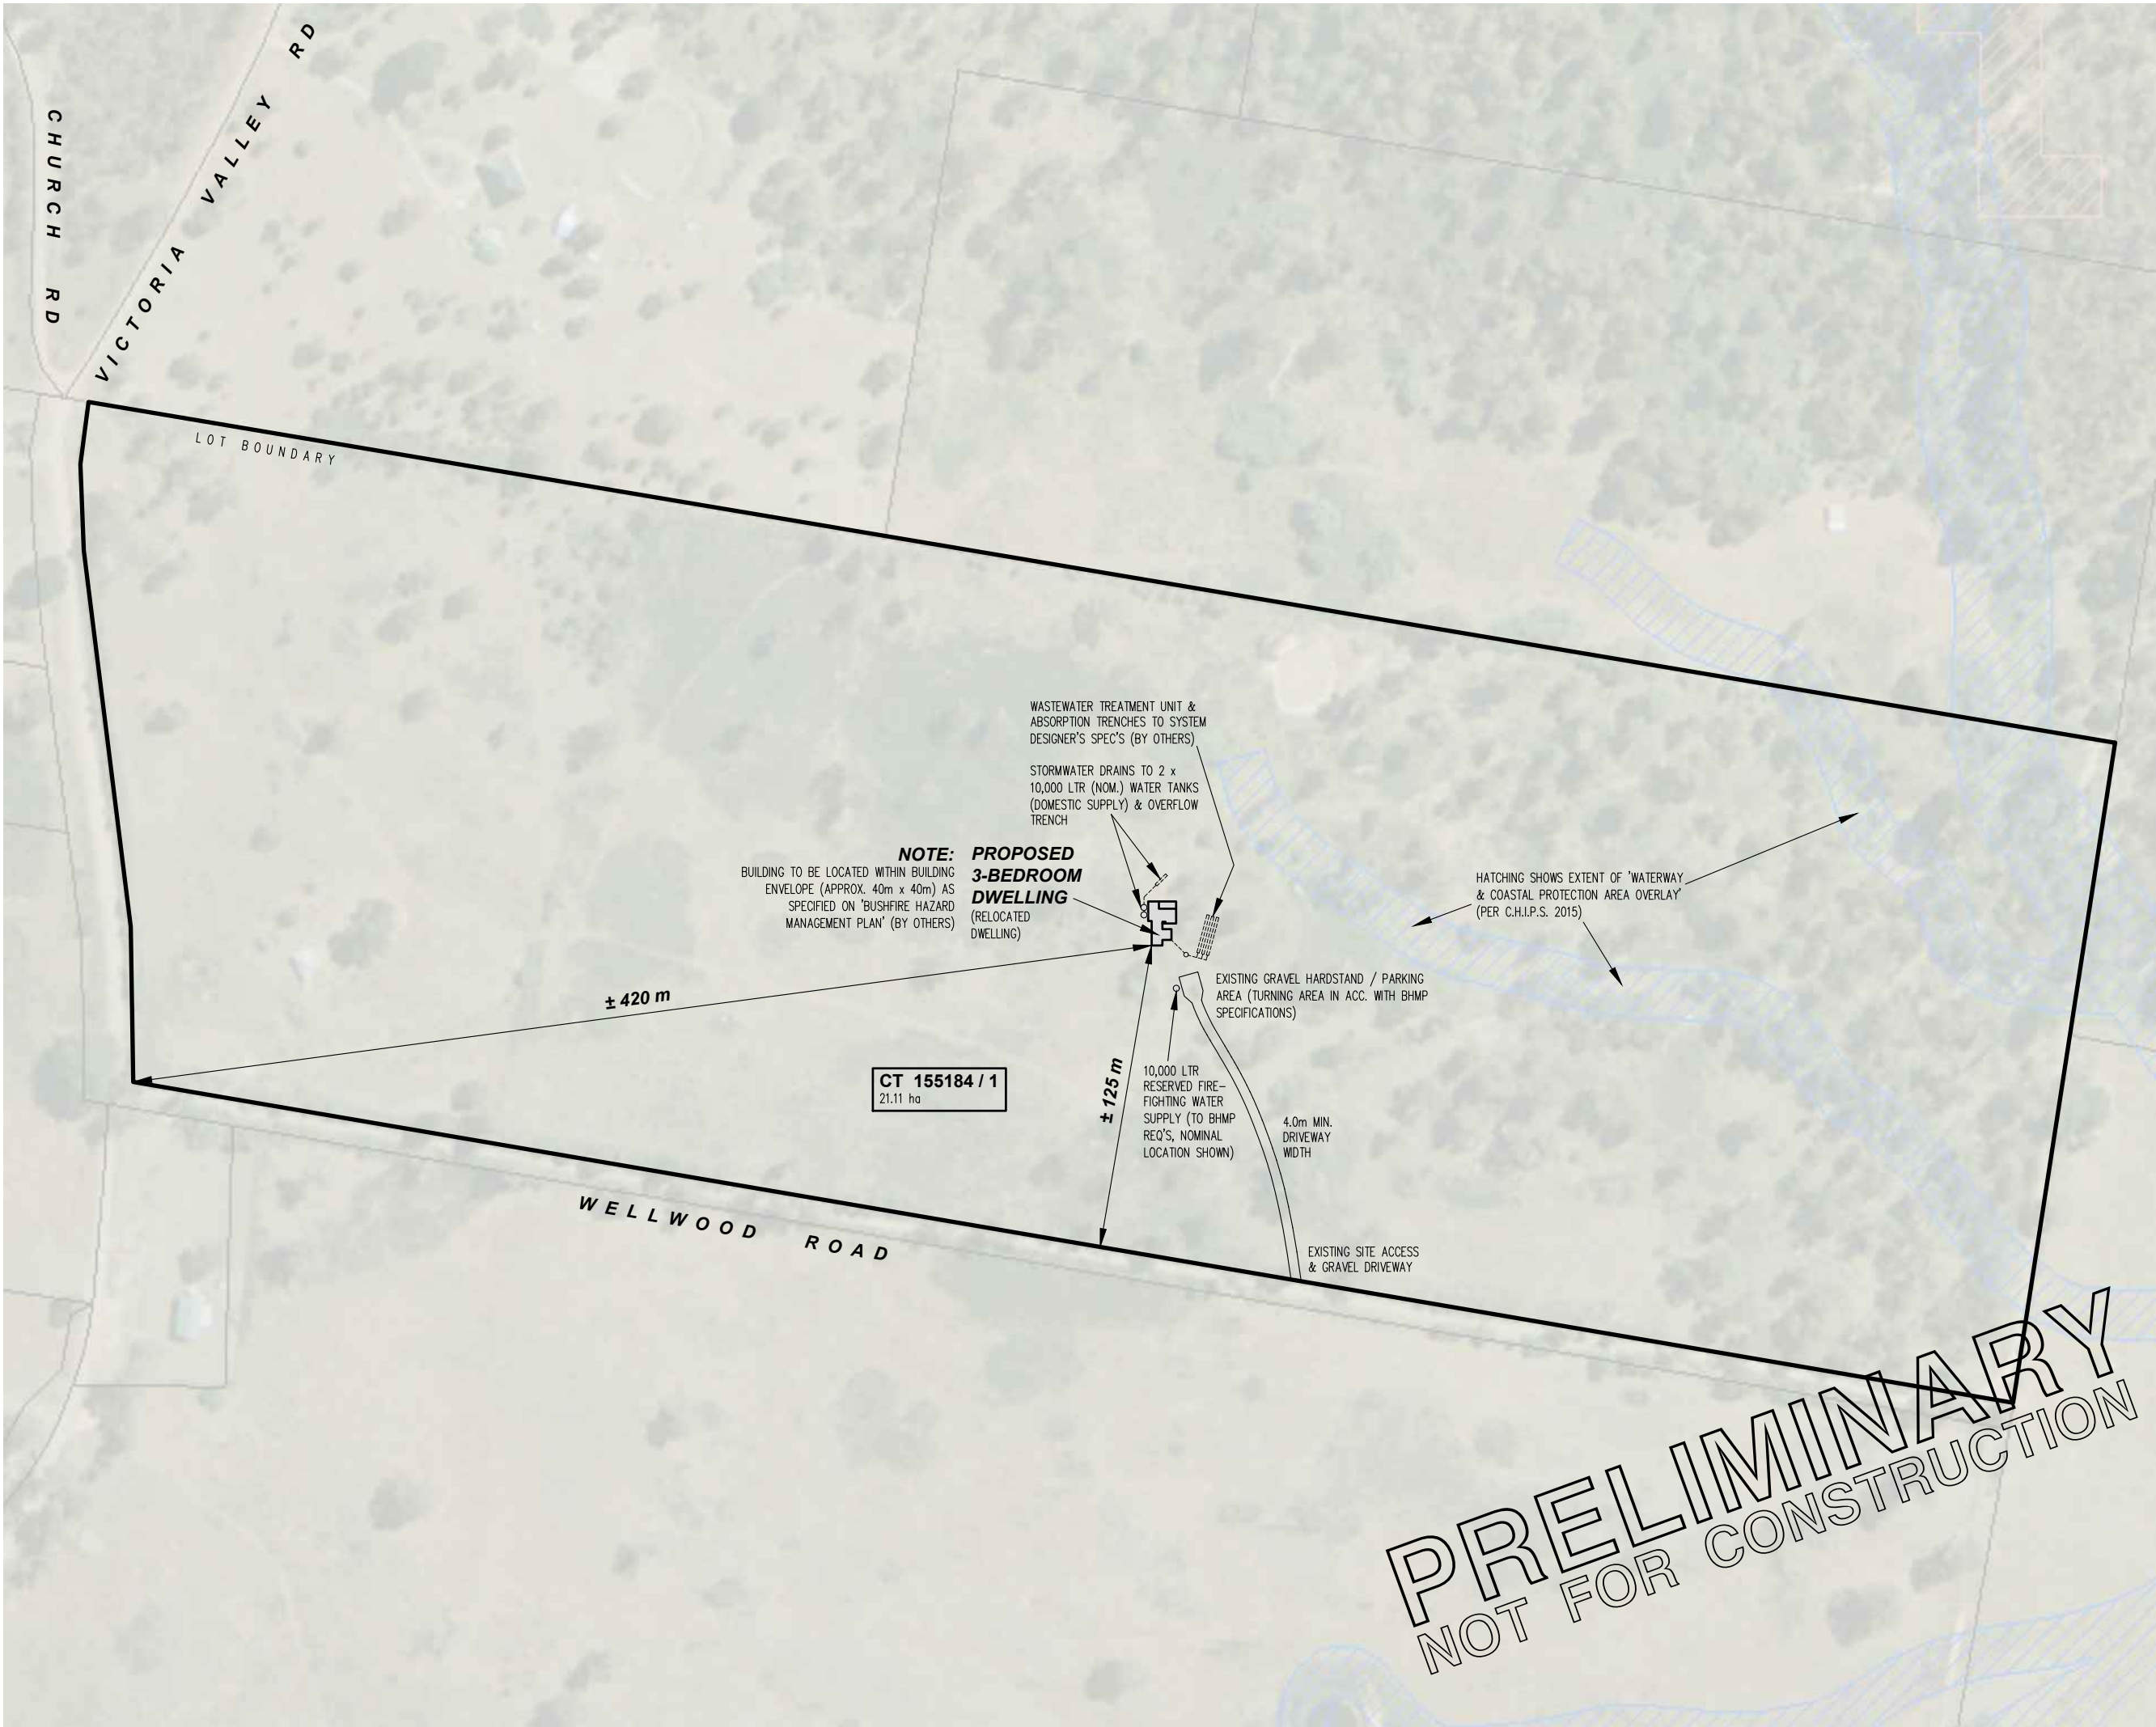 CHURCH RD
VICTORIA VALLEY RD
LOT BOUNDARY
WASTEWATER TREATMENT UNIT &
ABSORPTION TRENCHES TO SYSTEM
DESIGNER'S SPEC'S (BY OTHERS)
STORMWATER DRAINS TO 2 x
10,000 LTR (NOM.) WATER TANKS
(DOMESTIC SUPPLY) & OVERFLOW
TRENCH
NOTE:
BUILDING TO BE LOCATED WITHIN BUILDING
ENVELOPE (APPROX. 40m x 40m) AS
SPECIFIED ON 'BUSHFIRE HAZARD
MANAGEMENT PLAN' (BY OTHERS)
PROPOSED
3-BEDROOM
DWELLING
(RELOCATED
DWELLING)
HATCHING SHOWS EXTENT OF 'WATERWAY
& COASTAL PROTECTION AREA OVERLAY'
(PER C.H.I.P.S. 2015)
± 420 m
EXISTING GRAVEL HARDSTAND / PARKING
AREA (TURNING AREA IN ACC. WITH BHMP
SPECIFICATIONS)
CT 155184 / 1
21.11 ha
± 125 m
10,000 LTR
RESERVED FIRE-
FIGHTING WATER
SUPPLY (TO BHMP
REQ'S, NOMINAL
LOCATION SHOWN)
4.0m MIN.
DRIVEWAY
WIDTH
WELLWOOD ROAD
EXISTING SITE ACCESS
& GRAVEL DRIVEWAY
PRELIMINARY
NOT FOR CONSTRUCTION